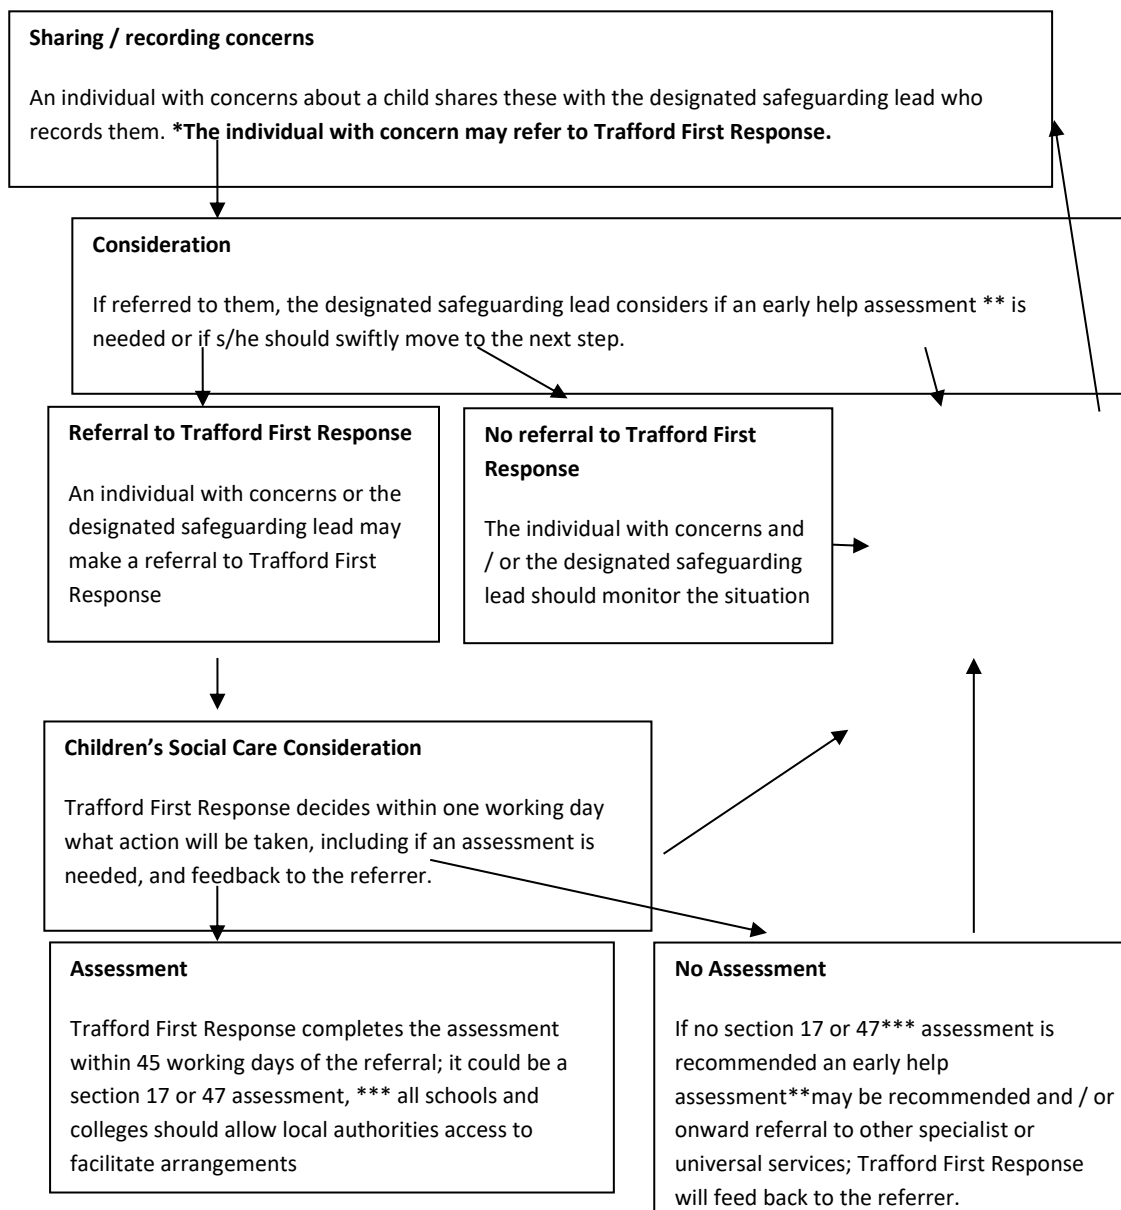 Sharing / recording concerns
An individual with concerns about a child shares these with the designated safeguarding lead who
records them. *The individual with concern may refer to Trafford First Response.
Consideration
If referred to them, the designated safeguarding lead considers if an early help assessment ** is
needed or if s/he should swiftly move to the next step.
Referral to Trafford First Response
An individual with concerns or the
designated safeguarding lead may
make a referral to Trafford First
Response
No referral to Trafford First
Response
The individual with concerns and
/ or the designated safeguarding
lead should monitor the situation
Children’s Social Care Consideration
Trafford First Response decides within one working day
what action will be taken, including if an assessment is
needed, and feedback to the referrer.
Assessment
Trafford First Response completes the assessment
within 45 working days of the referral; it could be a
section 17 or 47 assessment, *** all schools and
colleges should allow local authorities access to
facilitate arrangements
No Assessment
If no section 17 or 47*** assessment is
recommended an early help
assessment**may be recommended and / or
onward referral to other specialist or
universal services; Trafford First Response
will feed back to the referrer.